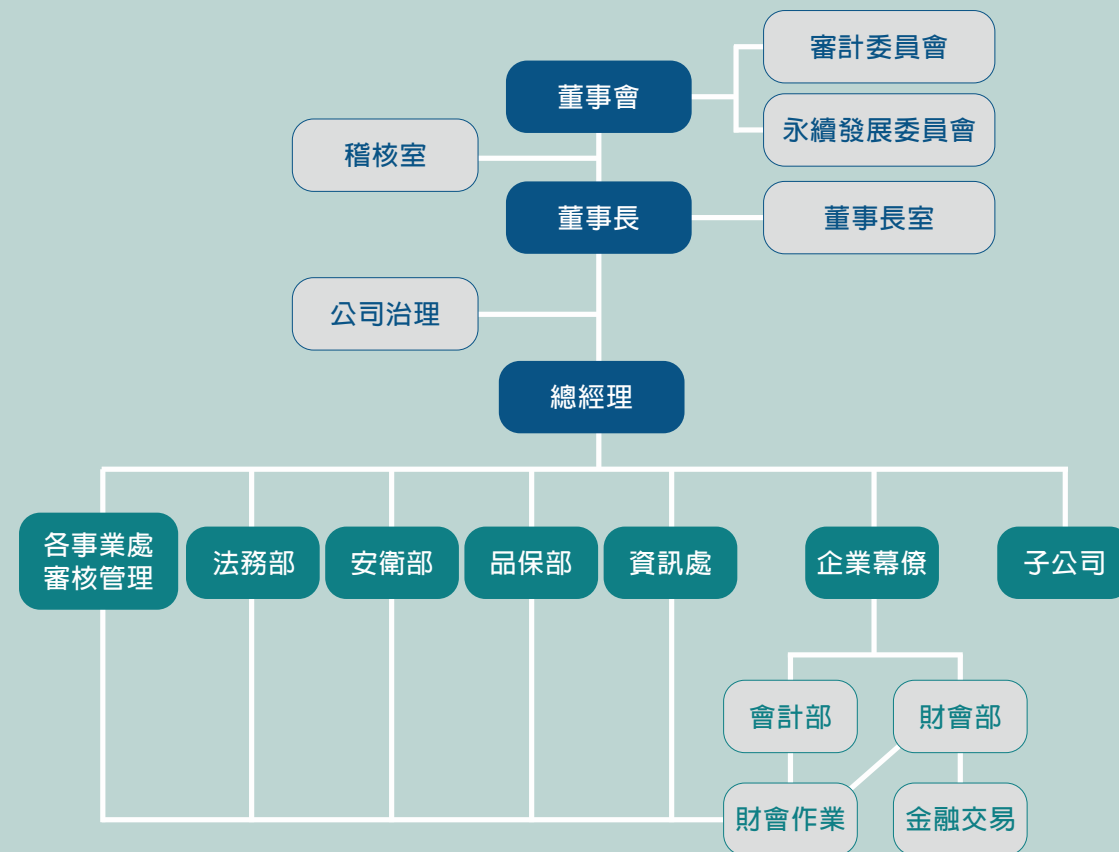 審計委員會
董事會
永續發展委員會
稽核室
董事長
董事長室
公司治理
總經理
各事業處
審核管理
法務部
安衛部
品保部
資訊處
企業幕僚
子公司
會計部
財會部
財會作業
金融交易